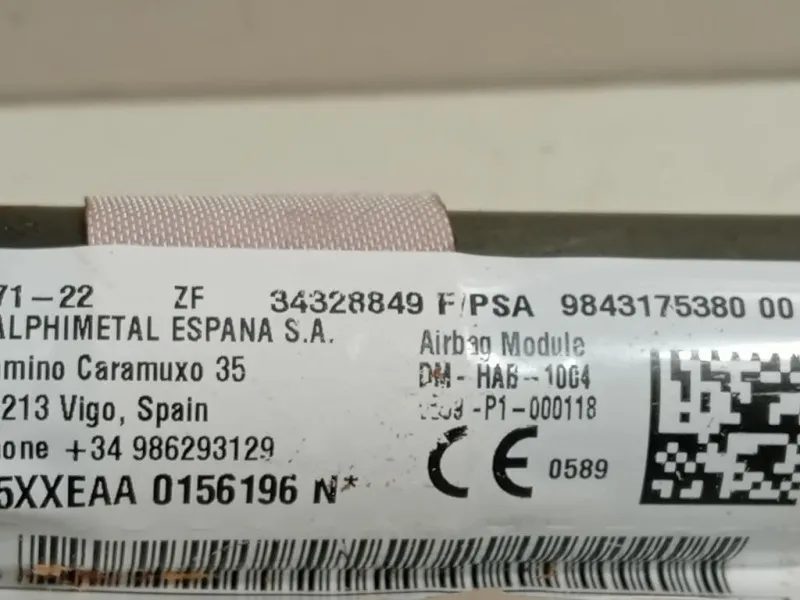 71-22 ZF 34328849 F/PSA 9843175380 00
ALPHIMETAL ESPANA S.A.
mino Caramuxo 35
213 Vigo, Spain
one +34 986293129
5XXEAA 0156196 N*
Airbag Module
DM-HAB-1004
-P1-000118
CE 0589